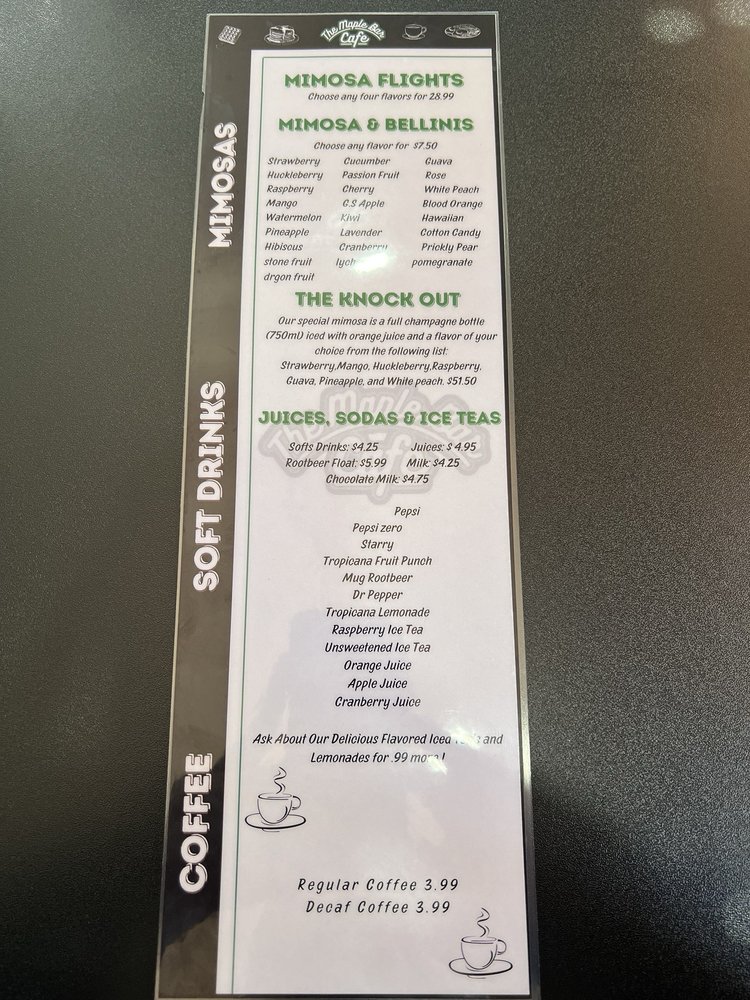 The Maple Bar
Cafe
MIMOSAS
MIMOSA FLIGHTS
Choose any four flavors for 28.99
MIMOSA & BELLINIS
Choose any flavor for $7.50
Strawberry Cucumber Guava
Huckleberry Passion Fruit Rose
Raspberry Cherry White Peach
Mango G.S Apple Blood Orange
Watermelon Kiwi Hawaiian
Pineapple Lavender Cotton Candy
Hibiscus Cranberry Prickly Pear
stone fruit pomegranate
drgon fruit
THE KNOCK OUT
Our special mimosa is a full champagne bottle
(750ml) iced with orange juice and a flavor of your
choice from the following list:
Strawberry,Mango, Huckleberry,Raspberry,
Guava, Pineapple, and White peach. $51.50
SOFT DRINKS
JUICES, SODAS & ICE TEAS
Softs Drinks: $4.25 Juices: $ 4.95
Rootbeer Float: $5.99 Milk: $4.25
Chocolate Milk: $4.75
The Maple Bar
Cafe
Pepsi
Pepsi zero
Starry
Tropicana Fruit Punch
Mug Rootbeer
Dr Pepper
Tropicana Lemonade
Raspberry Ice Tea
Unsweetened Ice Tea
Orange Juice
Apple Juice
Cranberry Juice
Ask About Our Delicious Flavored Iced and
Lemonades for .99 more !
COFFEE
Regular Coffee 3.99
Decaf Coffee 3.99